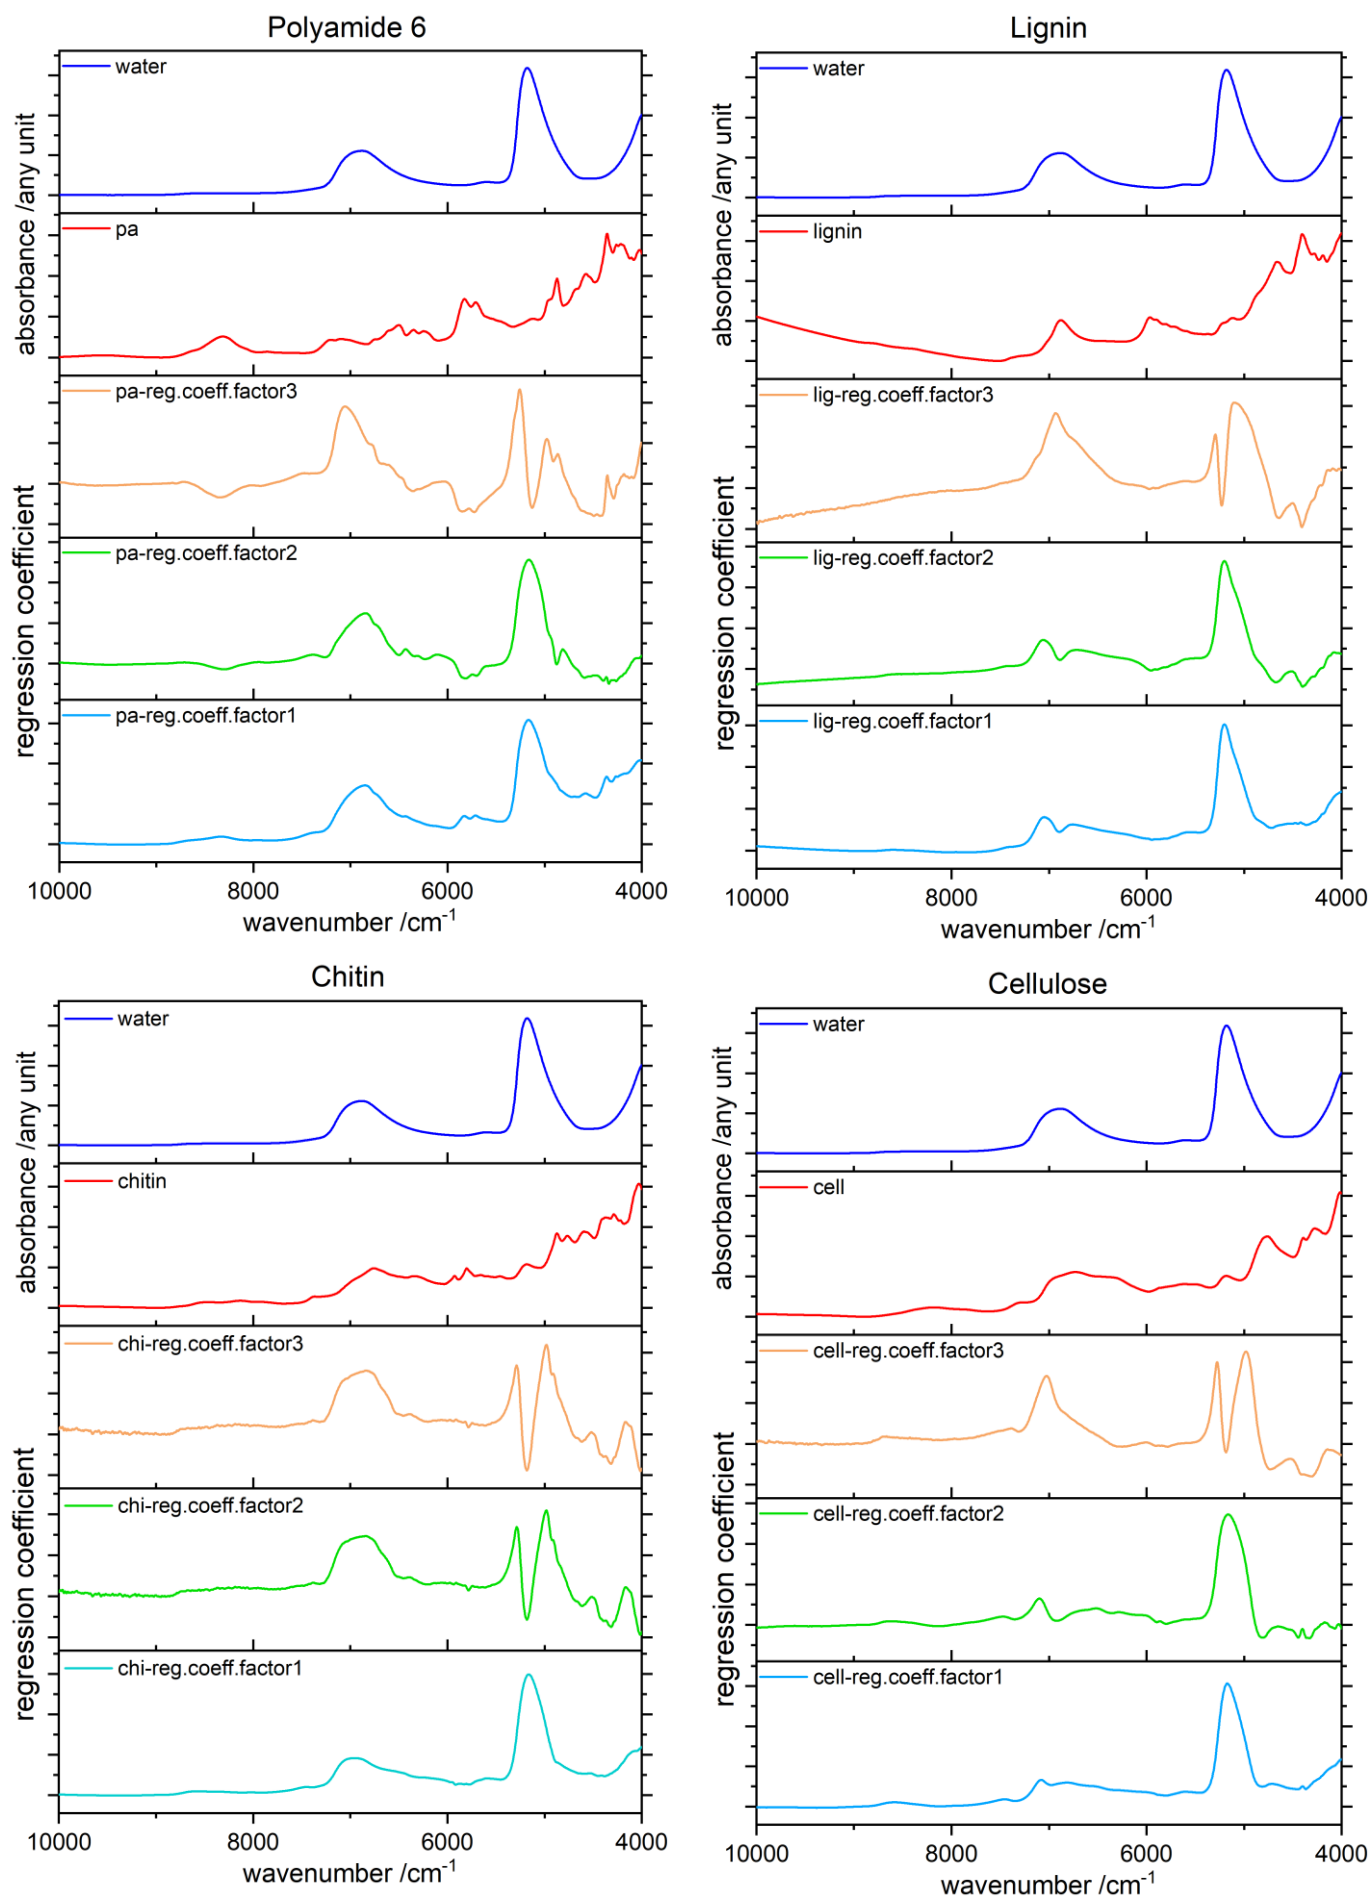 Polyamide 6
water
pa
pa-reg.coeff.factor3
pa-reg.coeff.factor2
pa-reg.coeff.factor1
absorbance /any unit
regression coefficient
10000 8000 6000 4000
wavenumber /cm-1
Lignin
water
lignin
lig-reg.coeff.factor3
lig-reg.coeff.factor2
lig-reg.coeff.factor1
absorbance /any unit
regression coefficient
10000 8000 6000 4000
wavenumber /cm-1
Chitin
water
chitin
chi-reg.coeff.factor3
chi-reg.coeff.factor2
chi-reg.coeff.factor1
absorbance /any unit
regression coefficient
10000 8000 6000 4000
wavenumber /cm-1
Cellulose
water
cell
cell-reg.coeff.factor3
cell-reg.coeff.factor2
cell-reg.coeff.factor1
absorbance /any unit
regression coefficient
10000 8000 6000 4000
wavenumber /cm-1